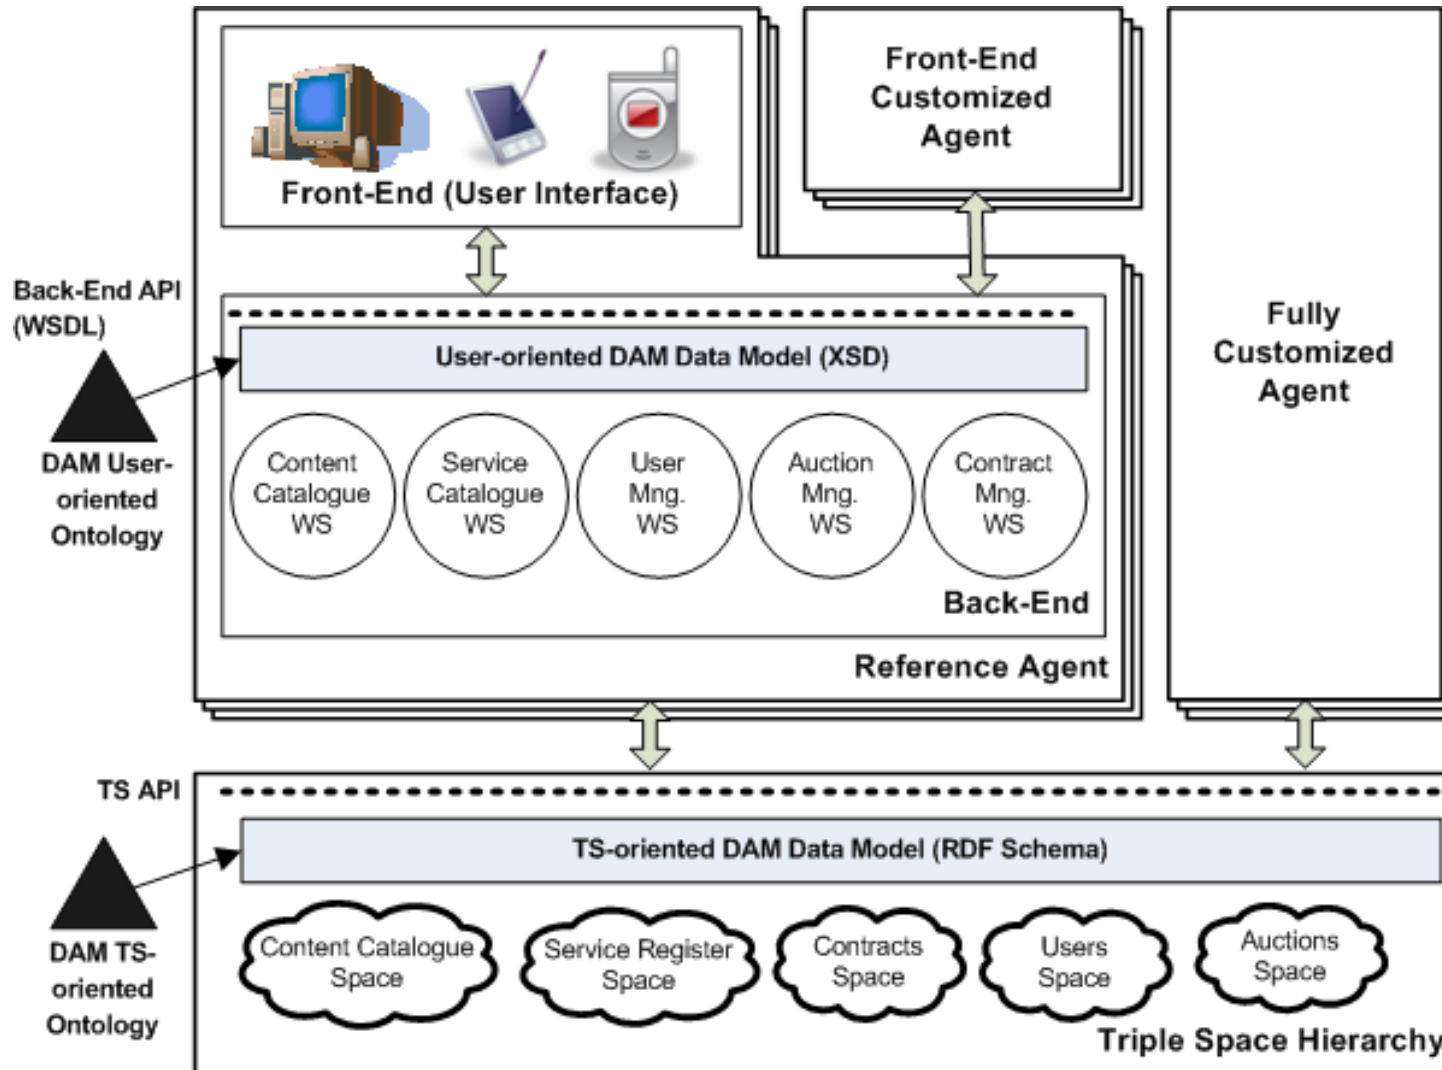 Front-End (User Interface)
Front-End
Customized
Agent
Fully
Customized
Agent
Back-End API
(WSDL)
User-oriented DAM Data Model (XSD)
DAM User-
oriented
Ontology
Content
Catalogue
WS
Service
Catalogue
WS
User
Mng.
WS
Auction
Mng.
WS
Contract
Mng.
WS
Back-End
Reference Agent
TS API
TS-oriented DAM Data Model (RDF Schema)
DAM TS-
oriented
Ontology
Content Catalogue
Space
Service Register
Space
Contracts
Space
Users
Space
Auctions
Space
Triple Space Hierarchy